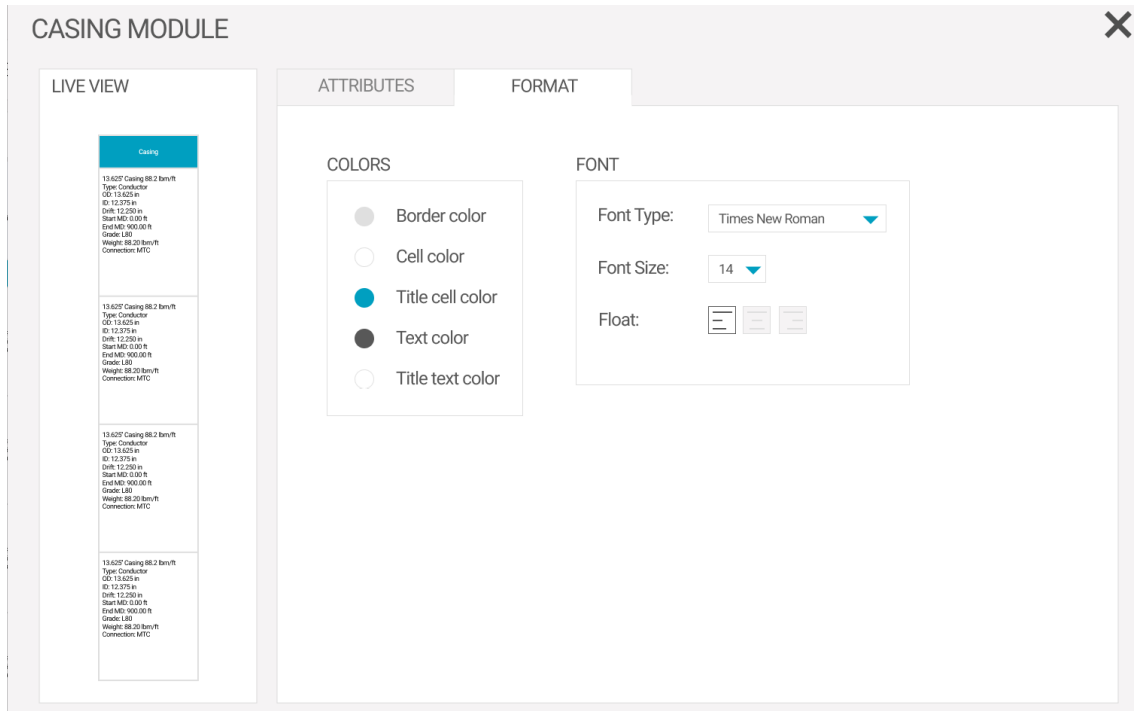 CASING MODULE
LIVE VIEW
Casing
13.625" Casing 88.2 lbm/ft
Type: Conductor
OD: 13.625 in
ID: 12.375 in
Drift: 12.250 in
Start MD: 0.00 ft
End MD: 900.00 ft
Grade: L80
Weight: 88.20 lbm/ft
Connection: MTC
13.625" Casing 88.2 lbm/ft
Type: Conductor
OD: 13.625 in
ID: 12.375 in
Drift: 12.250 in
Start MD: 0.00 ft
End MD: 900.00 ft
Grade: L80
Weight: 88.20 lbm/ft
Connection: MTC
13.625" Casing 88.2 lbm/ft
Type: Conductor
OD: 13.625 in
ID: 12.375 in
Drift: 12.250 in
Start MD: 0.00 ft
End MD: 900.00 ft
Grade: L80
Weight: 88.20 lbm/ft
Connection: MTC
13.625" Casing 88.2 lbm/ft
Type: Conductor
OD: 13.625 in
ID: 12.375 in
Drift: 12.250 in
Start MD: 0.00 ft
End MD: 900.00 ft
Grade: L80
Weight: 88.20 lbm/ft
Connection: MTC
ATTRIBUTES
FORMAT
COLORS
Border color
Cell color
Title cell color
Text color
Title text color
FONT
Font Type: Times New Roman
Font Size: 14
Float: